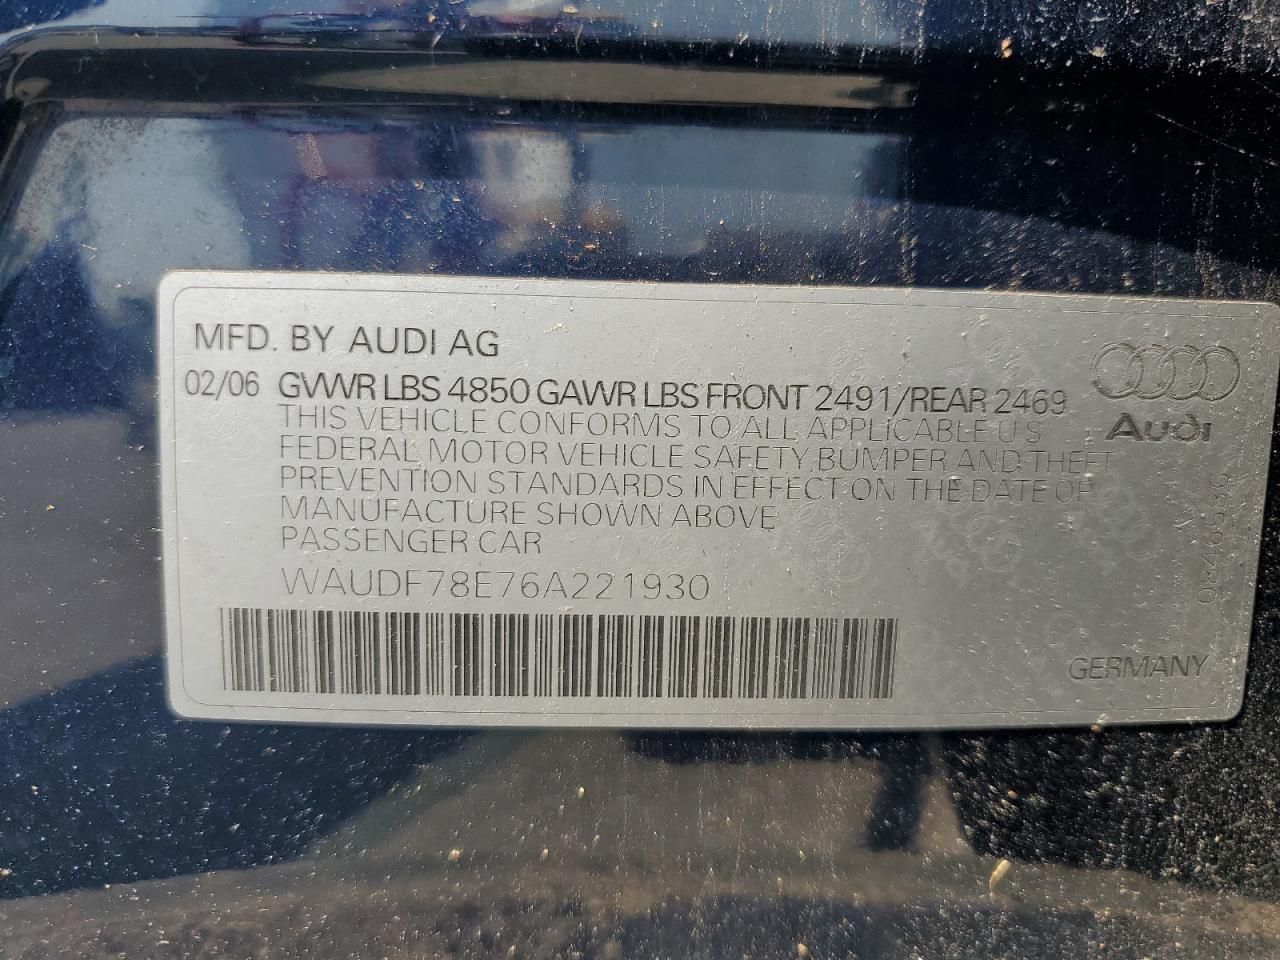 MFD. BY AUDI AG
02/06 GVWR LBS 4850 GAWR LBS FRONT 2491/REAR 2469
THIS VEHICLE CONFORMS TO ALL APPLICABLE U S
FEDERAL MOTOR VEHICLE SAFETY, BUMPER AND THEFT
PREVENTION STANDARDS IN EFFECT ON THE DATE OF
MANUFACTURE SHOWN ABOVE
PASSENGER CAR
WAUDF78E76A221930
Audi
0846536
GERMANY